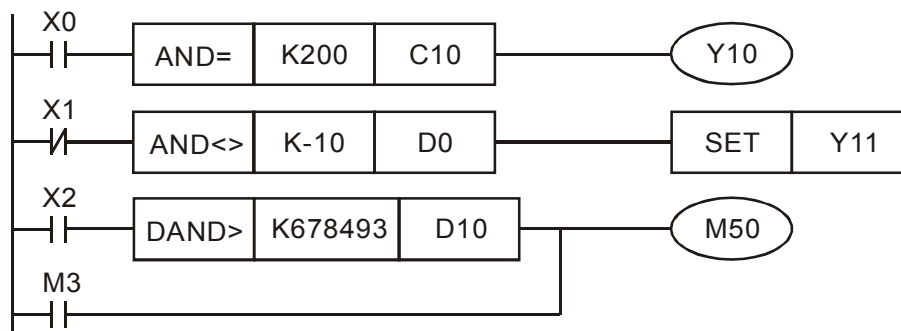 X0
AND= K200 C10 Y10
X1
AND<> K-10 D0 SET Y11
X2
DAND> K678493 D10 M50
M3